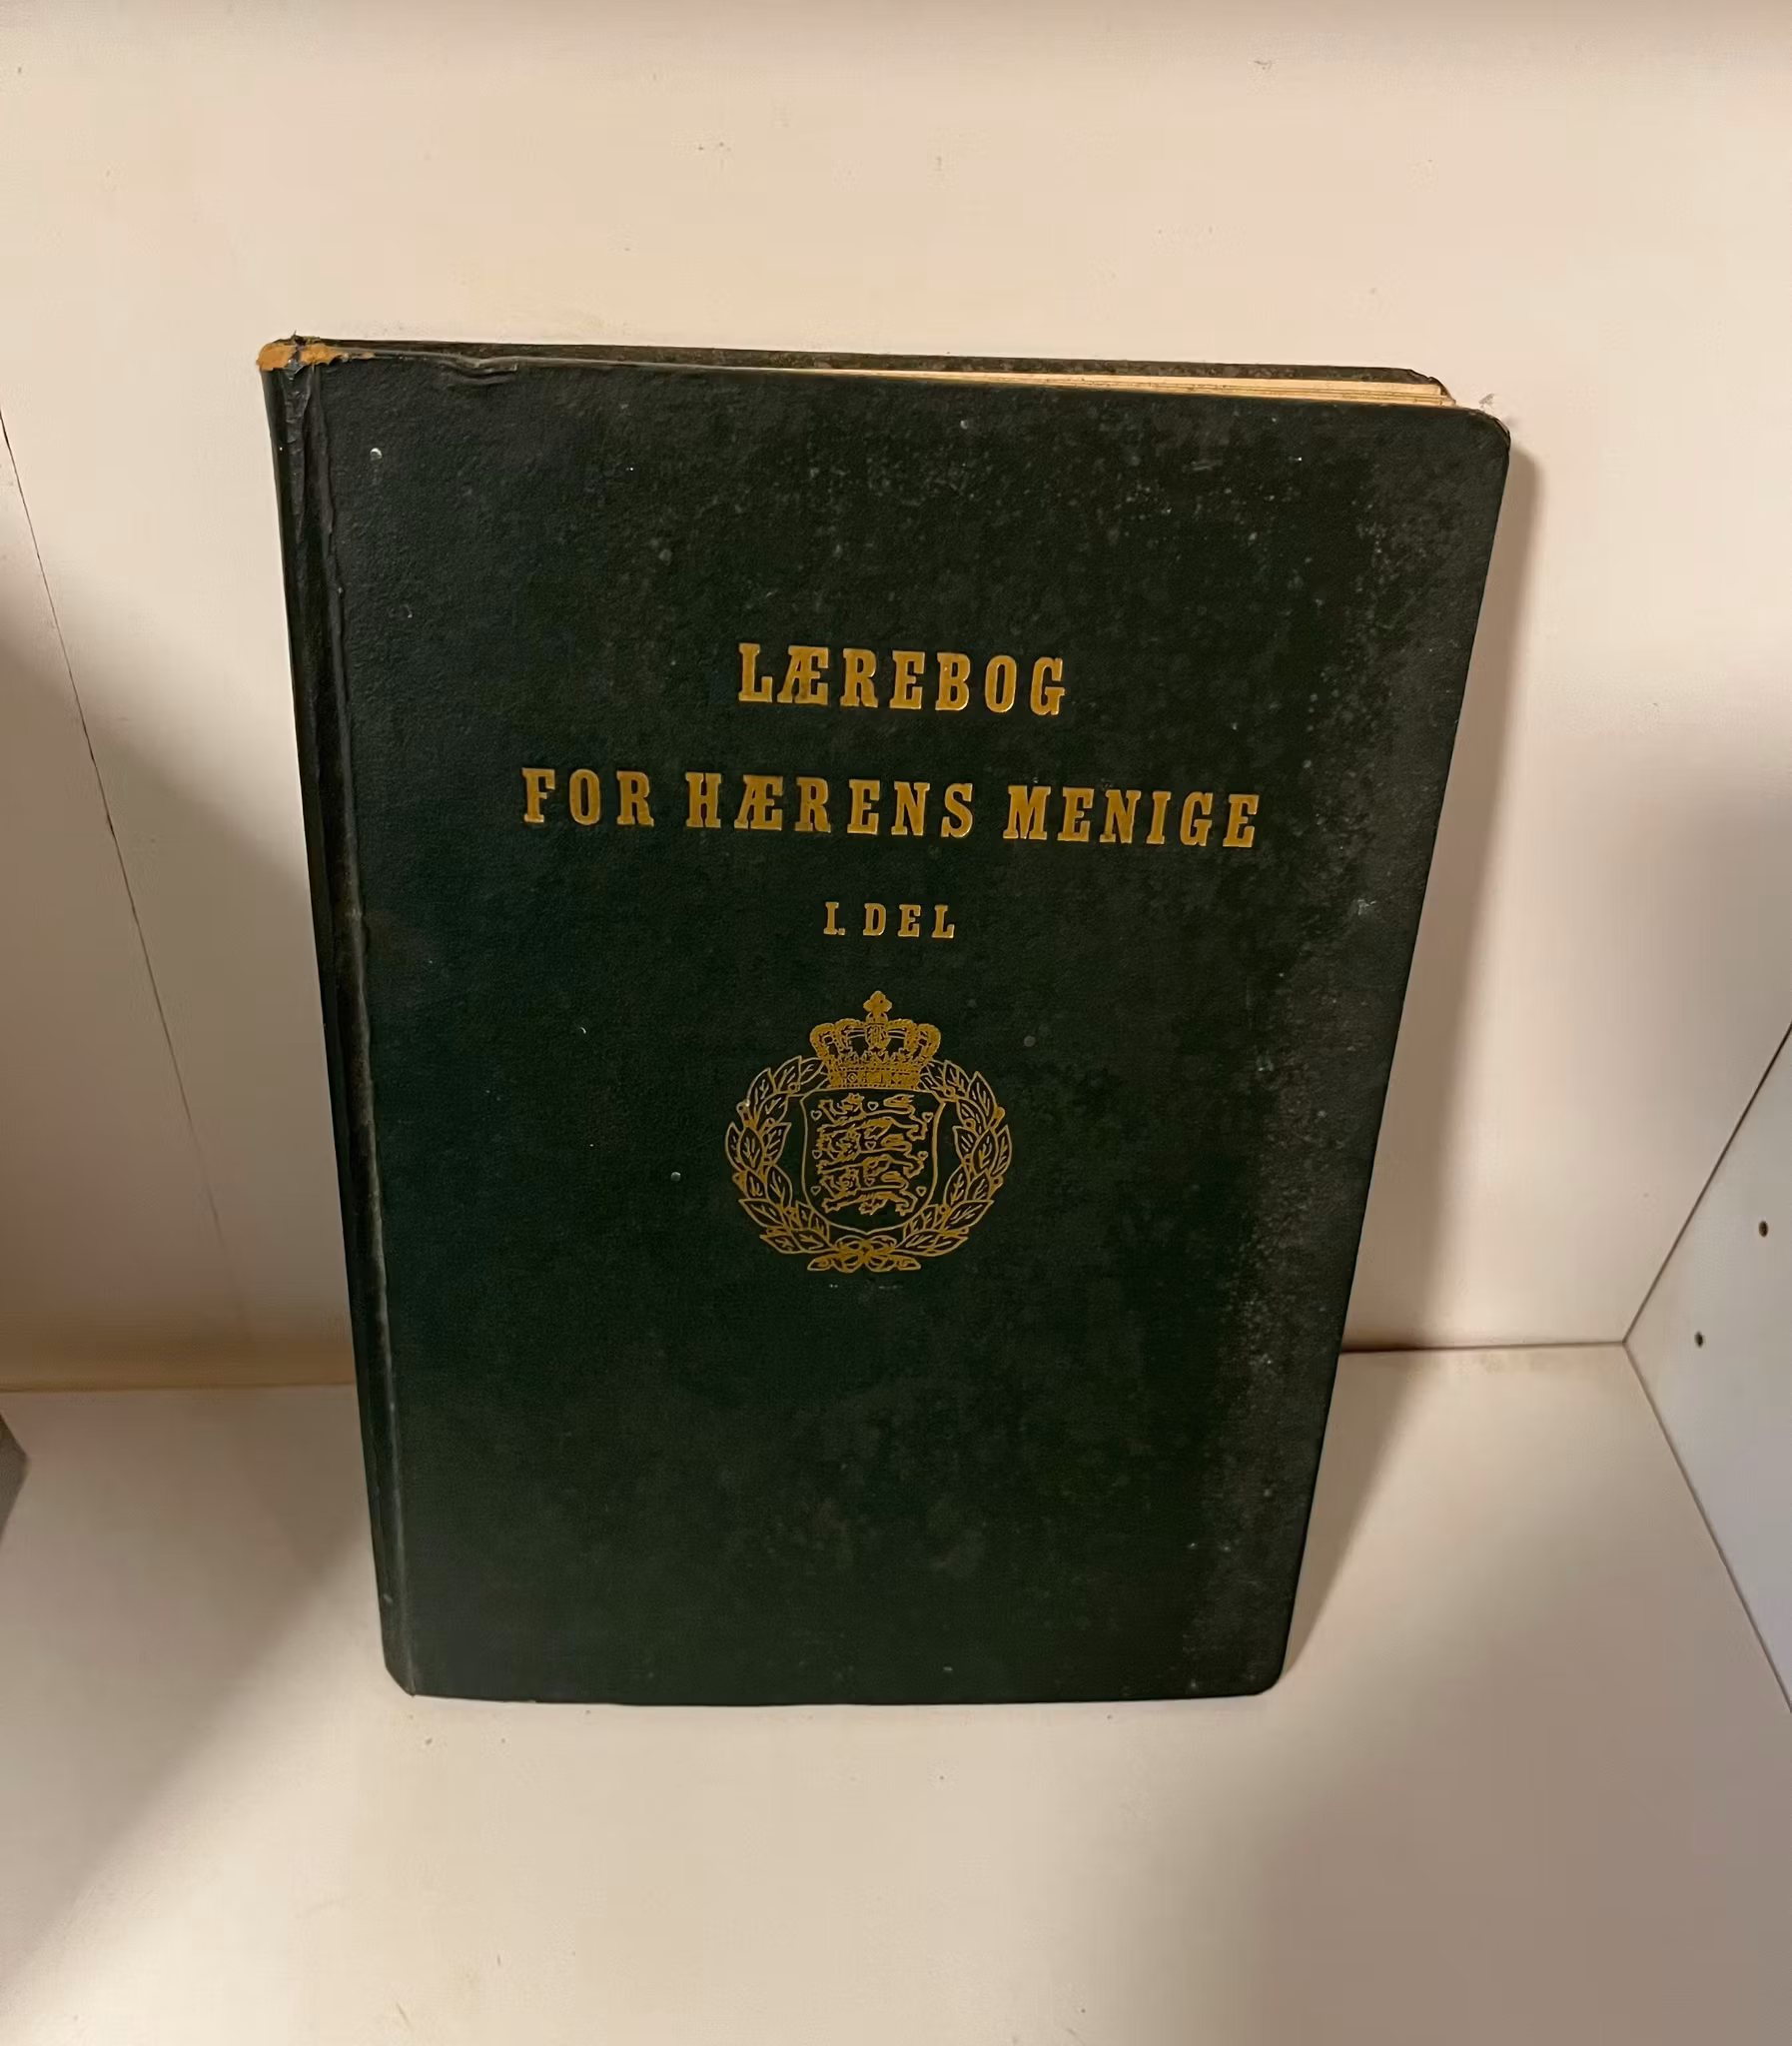 LÆREBOG
FOR HÆRENS MENIGE
I. DEL